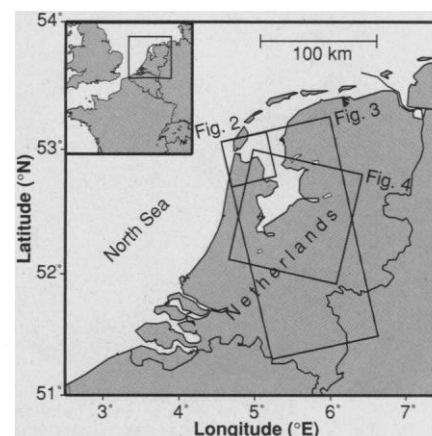 54°
100 km
Fig. 2
Fig. 3
53°
Fig. 4
Latitude (°N)
North Sea
Netherlands
52°
51°
3° 4° 5° 6° 7°
Longitude (°E)